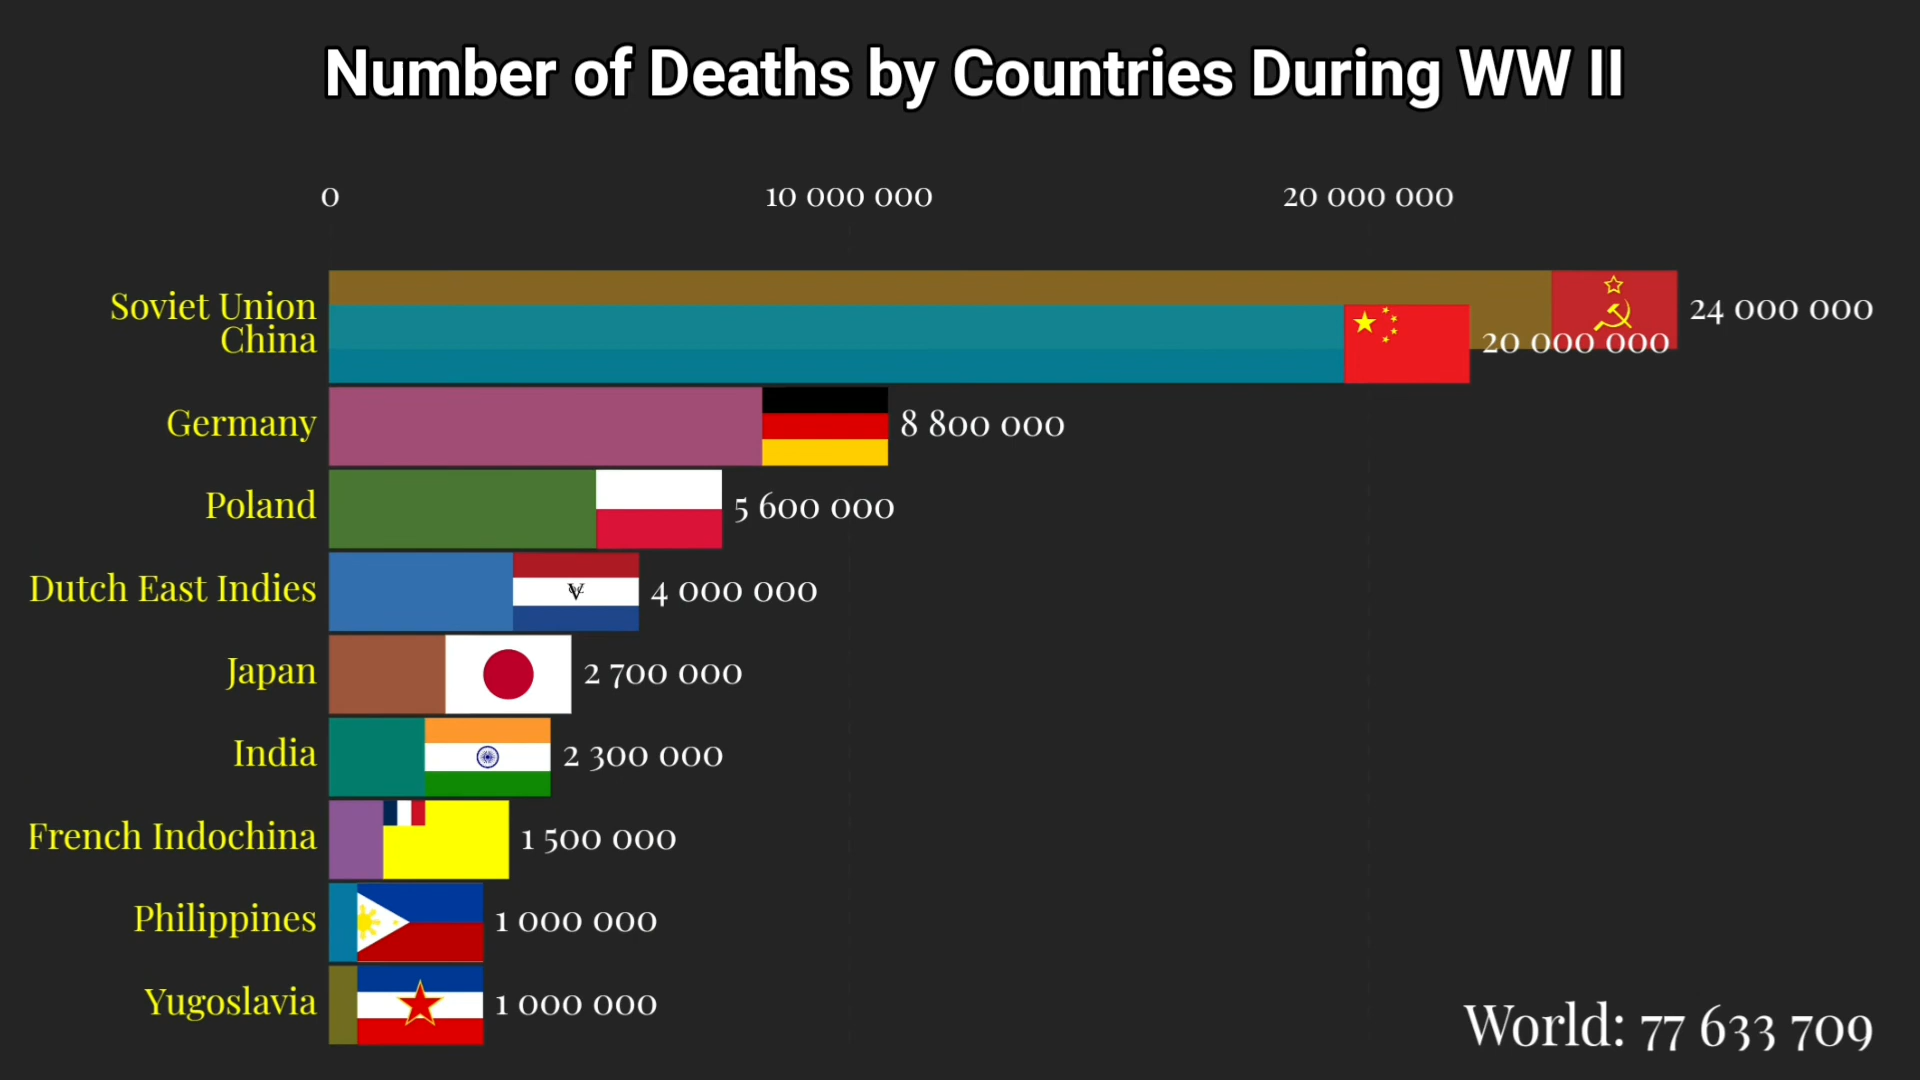 Number of Deaths by Countries During WW II
0 10 000 000 20 000 000
Soviet Union 24 000 000
China 20 000 000
Germany 8 800 000
Poland 5 600 000
Dutch East Indies 4 000 000
Japan 2 700 000
India 2 300 000
French Indochina 1 500 000
Philippines 1 000 000
Yugoslavia 1 000 000
World: 77 633 709